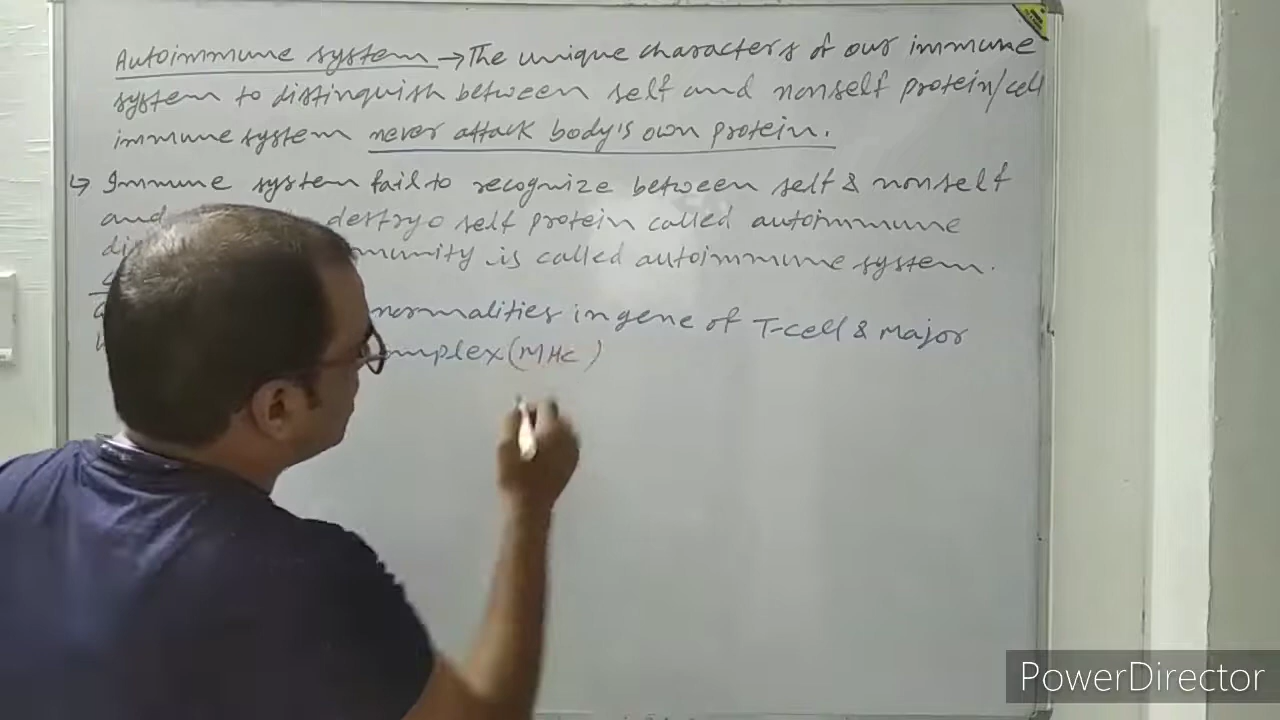 Autoimmune system → The unique characters of our immune
system to distinguish between self and nonself protein/cell
immune system never attack body's own protein.
↳ Immune system fail to recognize between self & nonself
and destryo self protein called autoimmune
munity is called autoimmune system.
normalities in gene of T-cell & Major
omplex (MHC)
PowerDirector